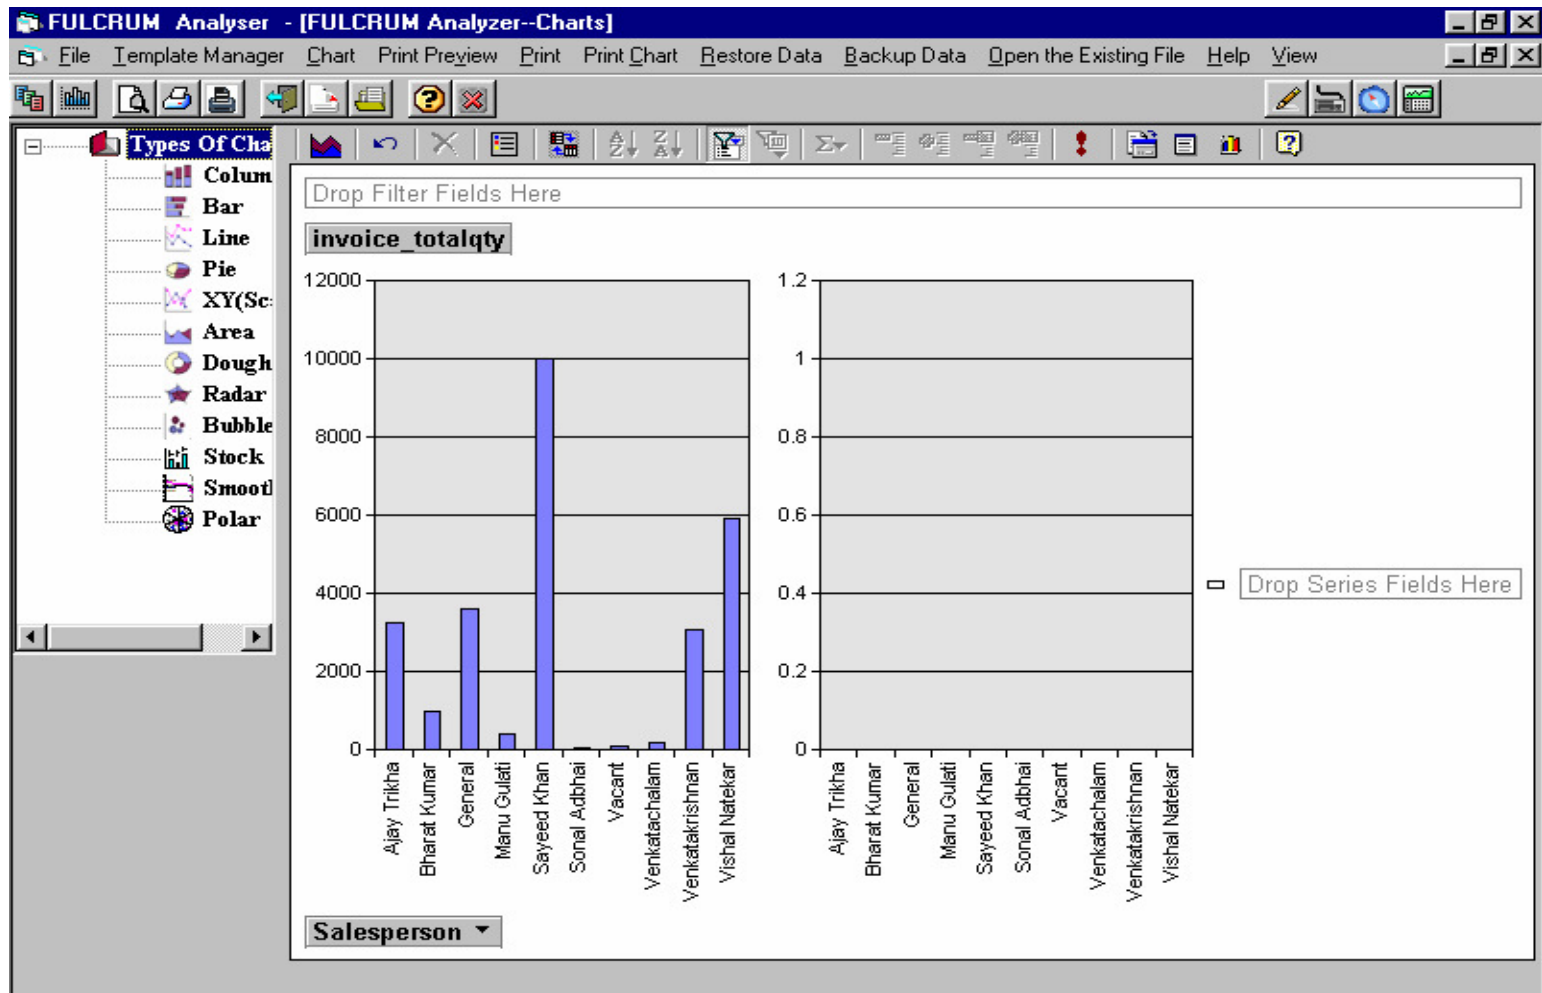 FULCRUM Analyser - [FULCRUM Analyzer--Charts]
File Template Manager Chart Print Preview Print Print Chart Restore Data Backup Data Open the Existing File Help View
Types Of Cha
Colum
Bar
Line
Pie
XY(Sc
Area
Dough
Radar
Bubble
Stock
Smooth
Polar
Drop Filter Fields Here
invoice_totalqty
12000
10000
8000
6000
4000
2000
0
Ajay Trikha
Bharat Kumar
General
Manu Gulati
Sayeed Khan
Sonal Adbhai
Vacant
Venkatachalam
Venkatakrishnan
Vishal Natekar
1.2
1
0.8
0.6
0.4
0.2
0
Ajay Trikha
Bharat Kumar
General
Manu Gulati
Sayeed Khan
Sonal Adbhai
Vacant
Venkatachalam
Venkatakrishnan
Vishal Natekar
Drop Series Fields Here
Salesperson